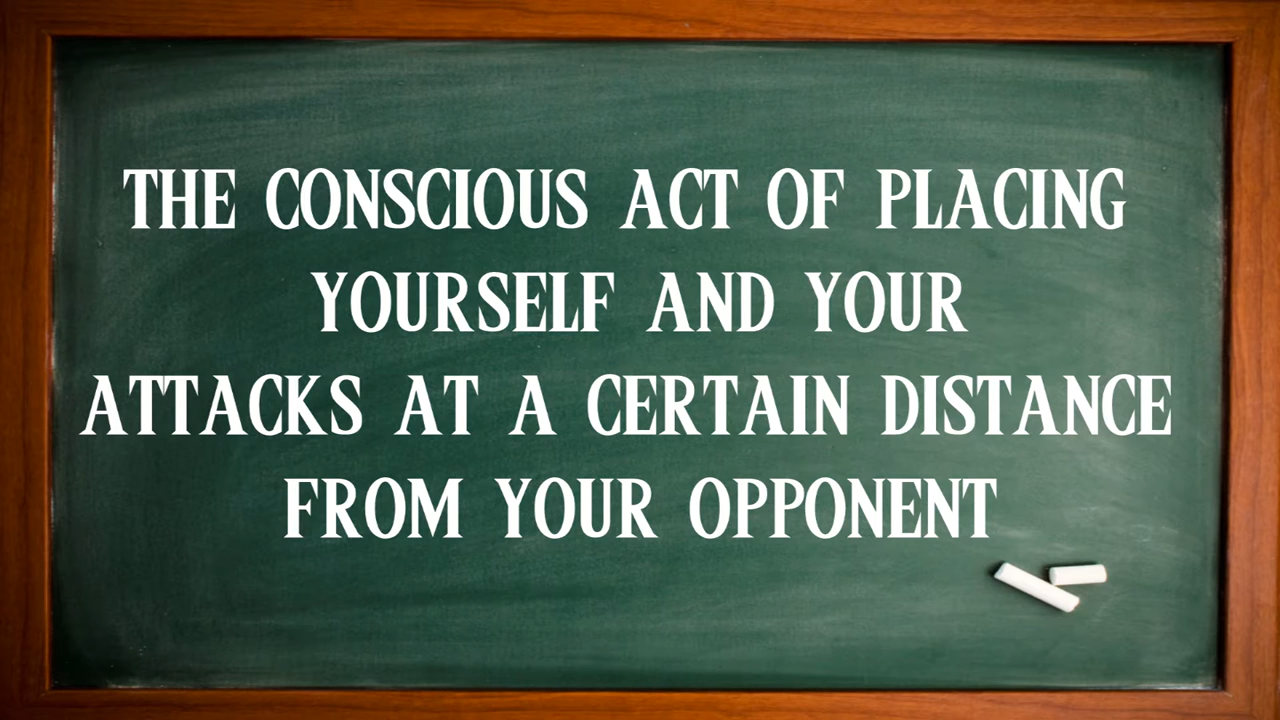 THE CONSCIOUS ACT OF PLACING
YOURSELF AND YOUR
ATTACKS AT A CERTAIN DISTANCE
FROM YOUR OPPONENT